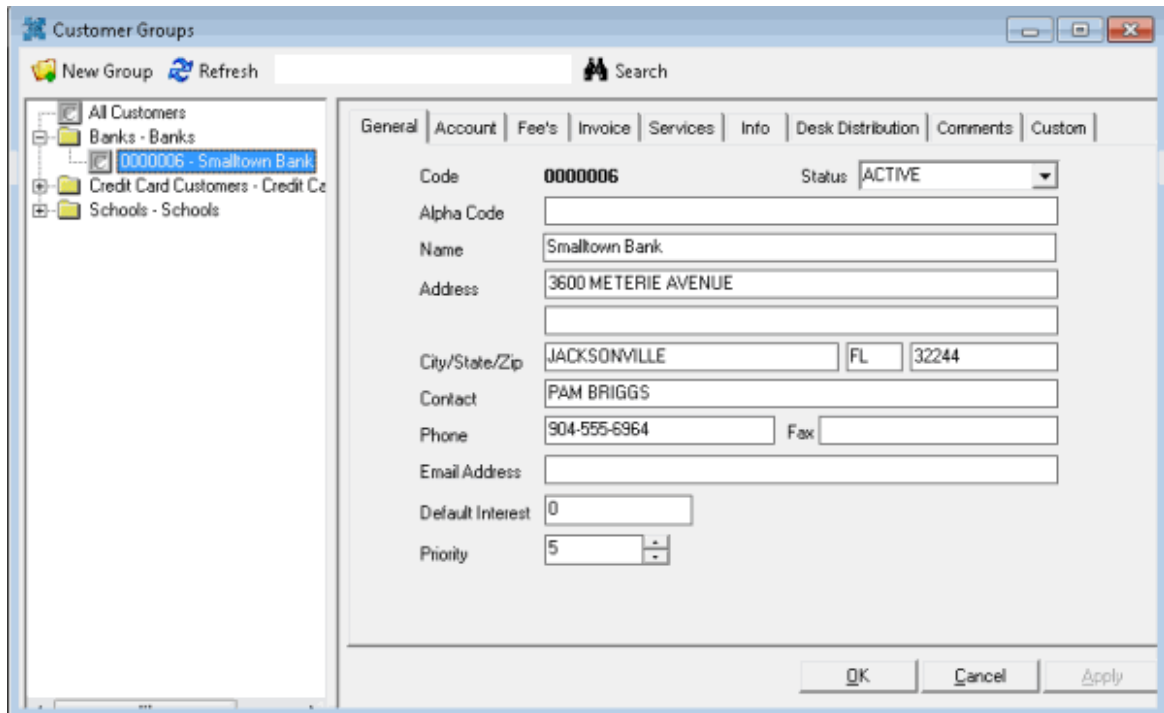 Customer Groups
New Group Refresh Search
All Customers
Banks - Banks
0000006 - Smalltown Bank
Credit Card Customers - Credit Ca
Schools - Schools
General Account Fee's Invoice Services Info Desk Distribution Comments Custom
Code 0000006 Status ACTIVE
Alpha Code
Name Smalltown Bank
Address 3600 METERIE AVENUE
City/State/Zip JACKSONVILLE FL 32244
Contact PAM BRIGGS
Phone 904-555-6964 Fax
Email Address
Default Interest 0
Priority 5
OK Cancel Apply